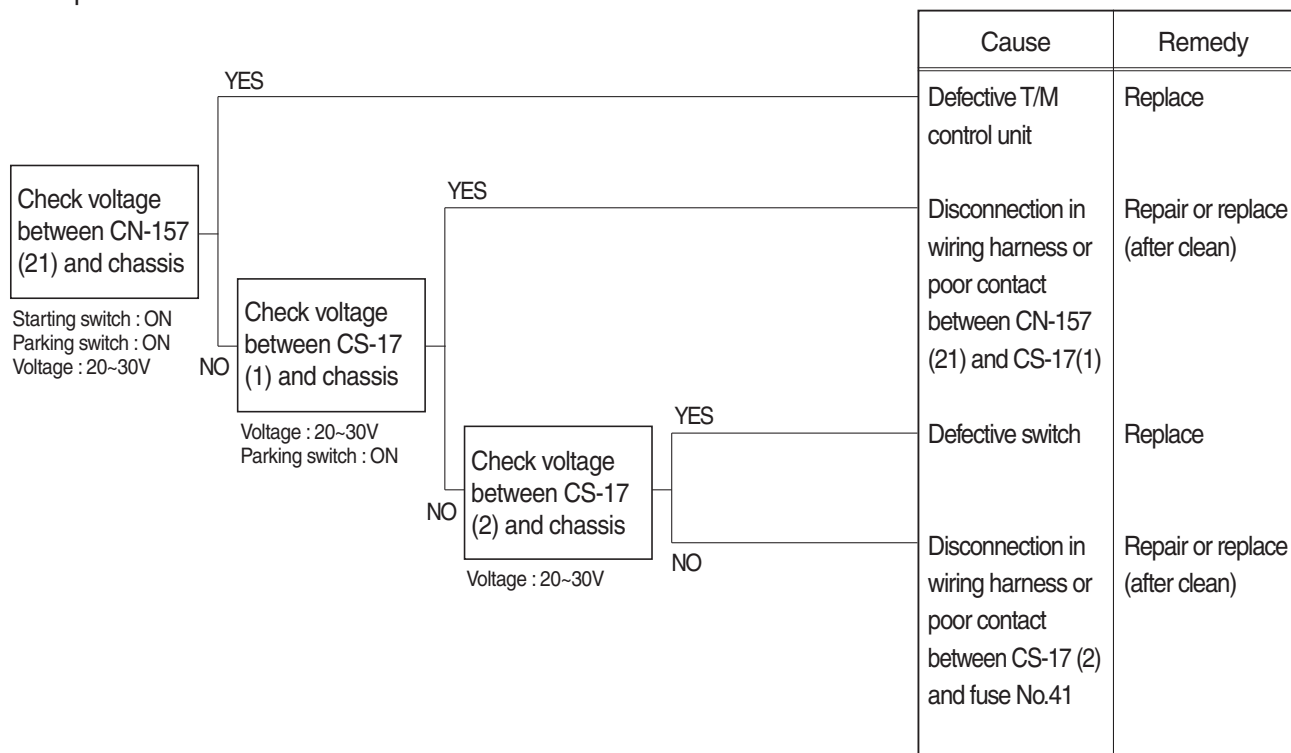 Cause
Remedy
YES
Defective T/M
control unit
Replace
Check voltage
between CN-157
(21) and chassis
Starting switch : ON
Parking switch : ON
Voltage : 20~30V
NO
YES
Disconnection in
wiring harness or
poor contact
between CN-157
(21) and CS-17(1)
Repair or replace
(after clean)
Check voltage
between CS-17
(1) and chassis
Voltage : 20~30V
Parking switch : ON
NO
YES
Defective switch
Replace
Check voltage
between CS-17
(2) and chassis
Voltage : 20~30V
NO
Disconnection in
wiring harness or
poor contact
between CS-17 (2)
and fuse No.41
Repair or replace
(after clean)